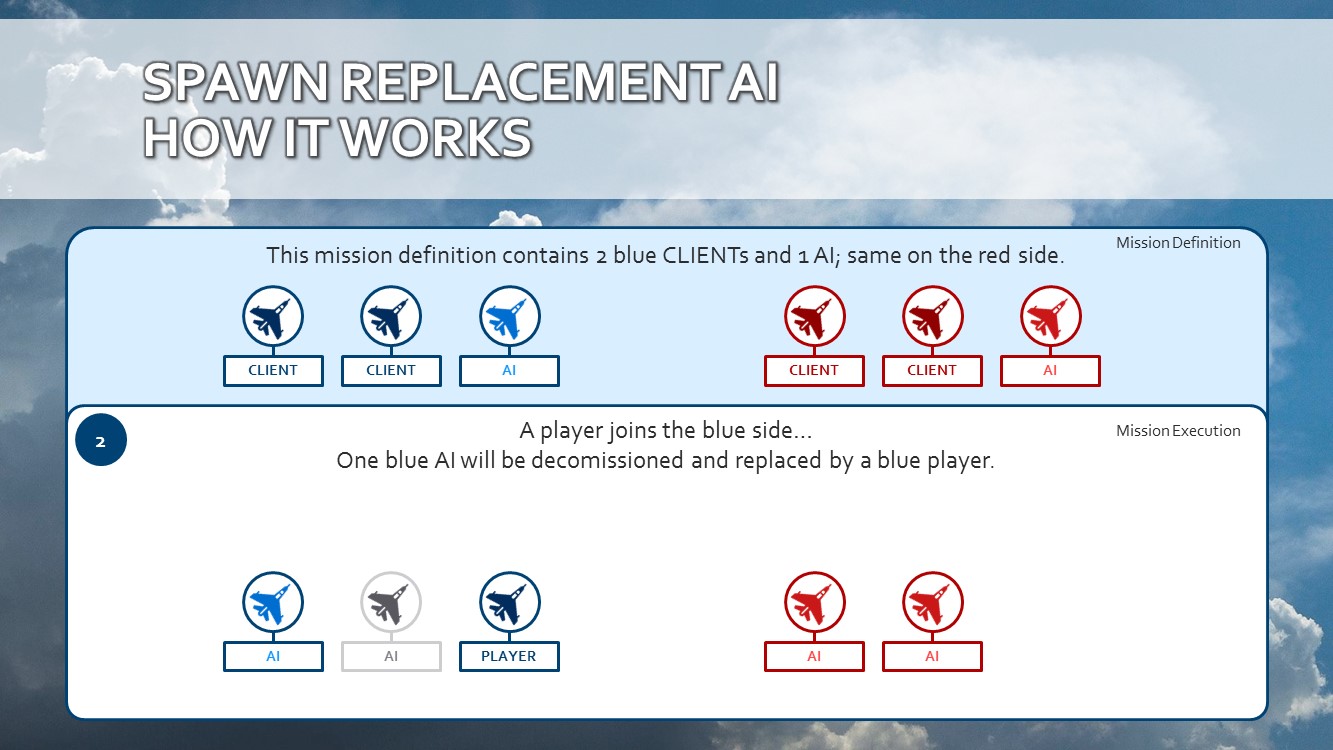 SPAWN REPLACEMENT AI
HOW IT WORKS
Mission Definition
This mission definition contains 2 blue CLIENTs and 1 AI; same on the red side.
CLIENT
CLIENT
AI
CLIENT
CLIENT
AI
2
A player joins the blue side...
Mission Execution
One blue AI will be decomissioned and replaced by a blue player.
AI
AI
PLAYER
AI
AI